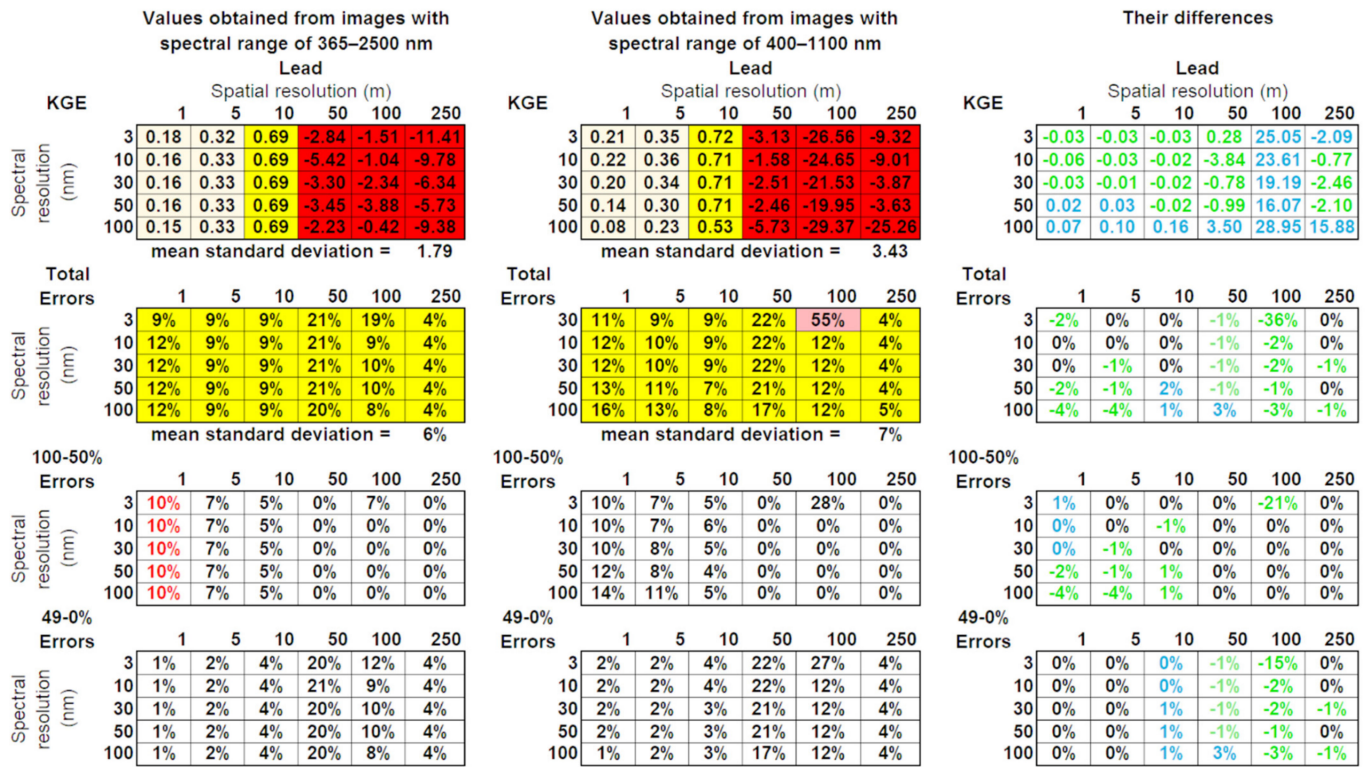 Values obtained from images with Values obtained from images with Their differences
spectral range of 365–2500 nm spectral range of 400–1100 nm
Lead Lead Lead
Spatial resolution (m) Spatial resolution (m) Spatial resolution (m)
KGE 1 5 10 50 100 250 KGE 1 5 10 50 100 250 KGE 1 5 10 50 100 250
Spectral resolution (nm) Spectral resolution (nm) Spectral resolution (nm)
3 0.18 0.32 0.69 -2.84 -1.51 -11.41 3 0.21 0.35 0.72 -3.13 -26.56 -9.32 3 -0.03 -0.03 -0.03 0.28 25.05 -2.09
10 0.16 0.33 0.69 -5.42 -1.04 -9.78 10 0.22 0.36 0.71 -1.58 -24.65 -9.01 10 -0.06 -0.03 -0.02 -3.84 23.61 -0.77
30 0.16 0.33 0.69 -3.30 -2.34 -6.34 30 0.20 0.34 0.71 -2.51 -21.53 -3.87 30 -0.03 -0.01 -0.02 -0.78 19.19 -2.46
50 0.16 0.33 0.69 -3.45 -3.88 -5.73 50 0.14 0.30 0.71 -2.46 -19.95 -3.63 50 0.02 0.03 -0.02 -0.99 16.07 -2.10
100 0.15 0.33 0.69 -2.23 -0.42 -9.38 100 0.08 0.23 0.53 -5.73 -29.37 -25.26 100 0.07 0.10 0.16 3.50 28.95 15.88
mean standard deviation = 1.79 mean standard deviation = 3.43
Total Total Total
Errors 1 5 10 50 100 250 Errors 1 5 10 50 100 250 Errors 1 5 10 50 100 250
Spectral resolution (nm) Spectral resolution (nm) Spectral resolution (nm)
3 9% 9% 9% 21% 19% 4% 30 11% 9% 9% 22% 55% 4% 3 -2% 0% 0% -1% -36% 0%
10 12% 9% 9% 21% 9% 4% 10 12% 10% 9% 22% 12% 4% 10 0% 0% 0% -1% -2% 0%
30 12% 9% 9% 21% 10% 4% 30 12% 10% 9% 22% 12% 4% 30 0% -1% 0% -1% -2% -1%
50 12% 9% 9% 21% 10% 4% 50 13% 11% 7% 21% 12% 4% 50 -2% -1% 2% -1% -1% 0%
100 12% 9% 9% 20% 8% 4% 100 16% 13% 8% 17% 12% 5% 100 -4% -4% 1% 3% -3% -1%
mean standard deviation = 6% mean standard deviation = 7%
100-50% 100-50% 100-50%
Errors 1 5 10 50 100 250 Errors 1 5 10 50 100 250 Errors 1 5 10 50 100 250
Spectral resolution (nm) Spectral resolution (nm) Spectral resolution (nm)
3 10% 7% 5% 0% 7% 0% 3 10% 7% 5% 0% 28% 0% 3 1% 0% 0% 0% -21% 0%
10 10% 7% 5% 0% 0% 0% 10 10% 7% 6% 0% 0% 0% 10 0% 0% -1% 0% 0% 0%
30 10% 7% 5% 0% 0% 0% 30 10% 8% 5% 0% 0% 0% 30 0% -1% 0% 0% 0% 0%
50 10% 7% 5% 0% 0% 0% 50 12% 8% 4% 0% 0% 0% 50 -2% -1% 1% 0% 0% 0%
100 10% 7% 5% 0% 0% 0% 100 14% 11% 5% 0% 0% 0% 100 -4% -4% 1% 0% 0% 0%
49-0% 49-0% 49-0%
Errors 1 5 10 50 100 250 Errors 1 5 10 50 100 250 Errors 1 5 10 50 100 250
Spectral resolution (nm) Spectral resolution (nm) Spectral resolution (nm)
3 1% 2% 4% 20% 12% 4% 3 2% 2% 4% 22% 27% 4% 3 0% 0% 0% -1% -15% 0%
10 1% 2% 4% 21% 9% 4% 10 2% 2% 4% 22% 12% 4% 10 0% 0% 0% -1% -2% 0%
30 1% 2% 4% 20% 10% 4% 30 2% 2% 3% 21% 12% 4% 30 0% 0% 1% -1% -2% -1%
50 1% 2% 4% 20% 10% 4% 50 2% 2% 3% 21% 12% 4% 50 0% 0% 1% -1% -1% 0%
100 1% 2% 4% 20% 8% 4% 100 1% 2% 3% 17% 12% 4% 100 0% 0% 1% 3% -3% -1%